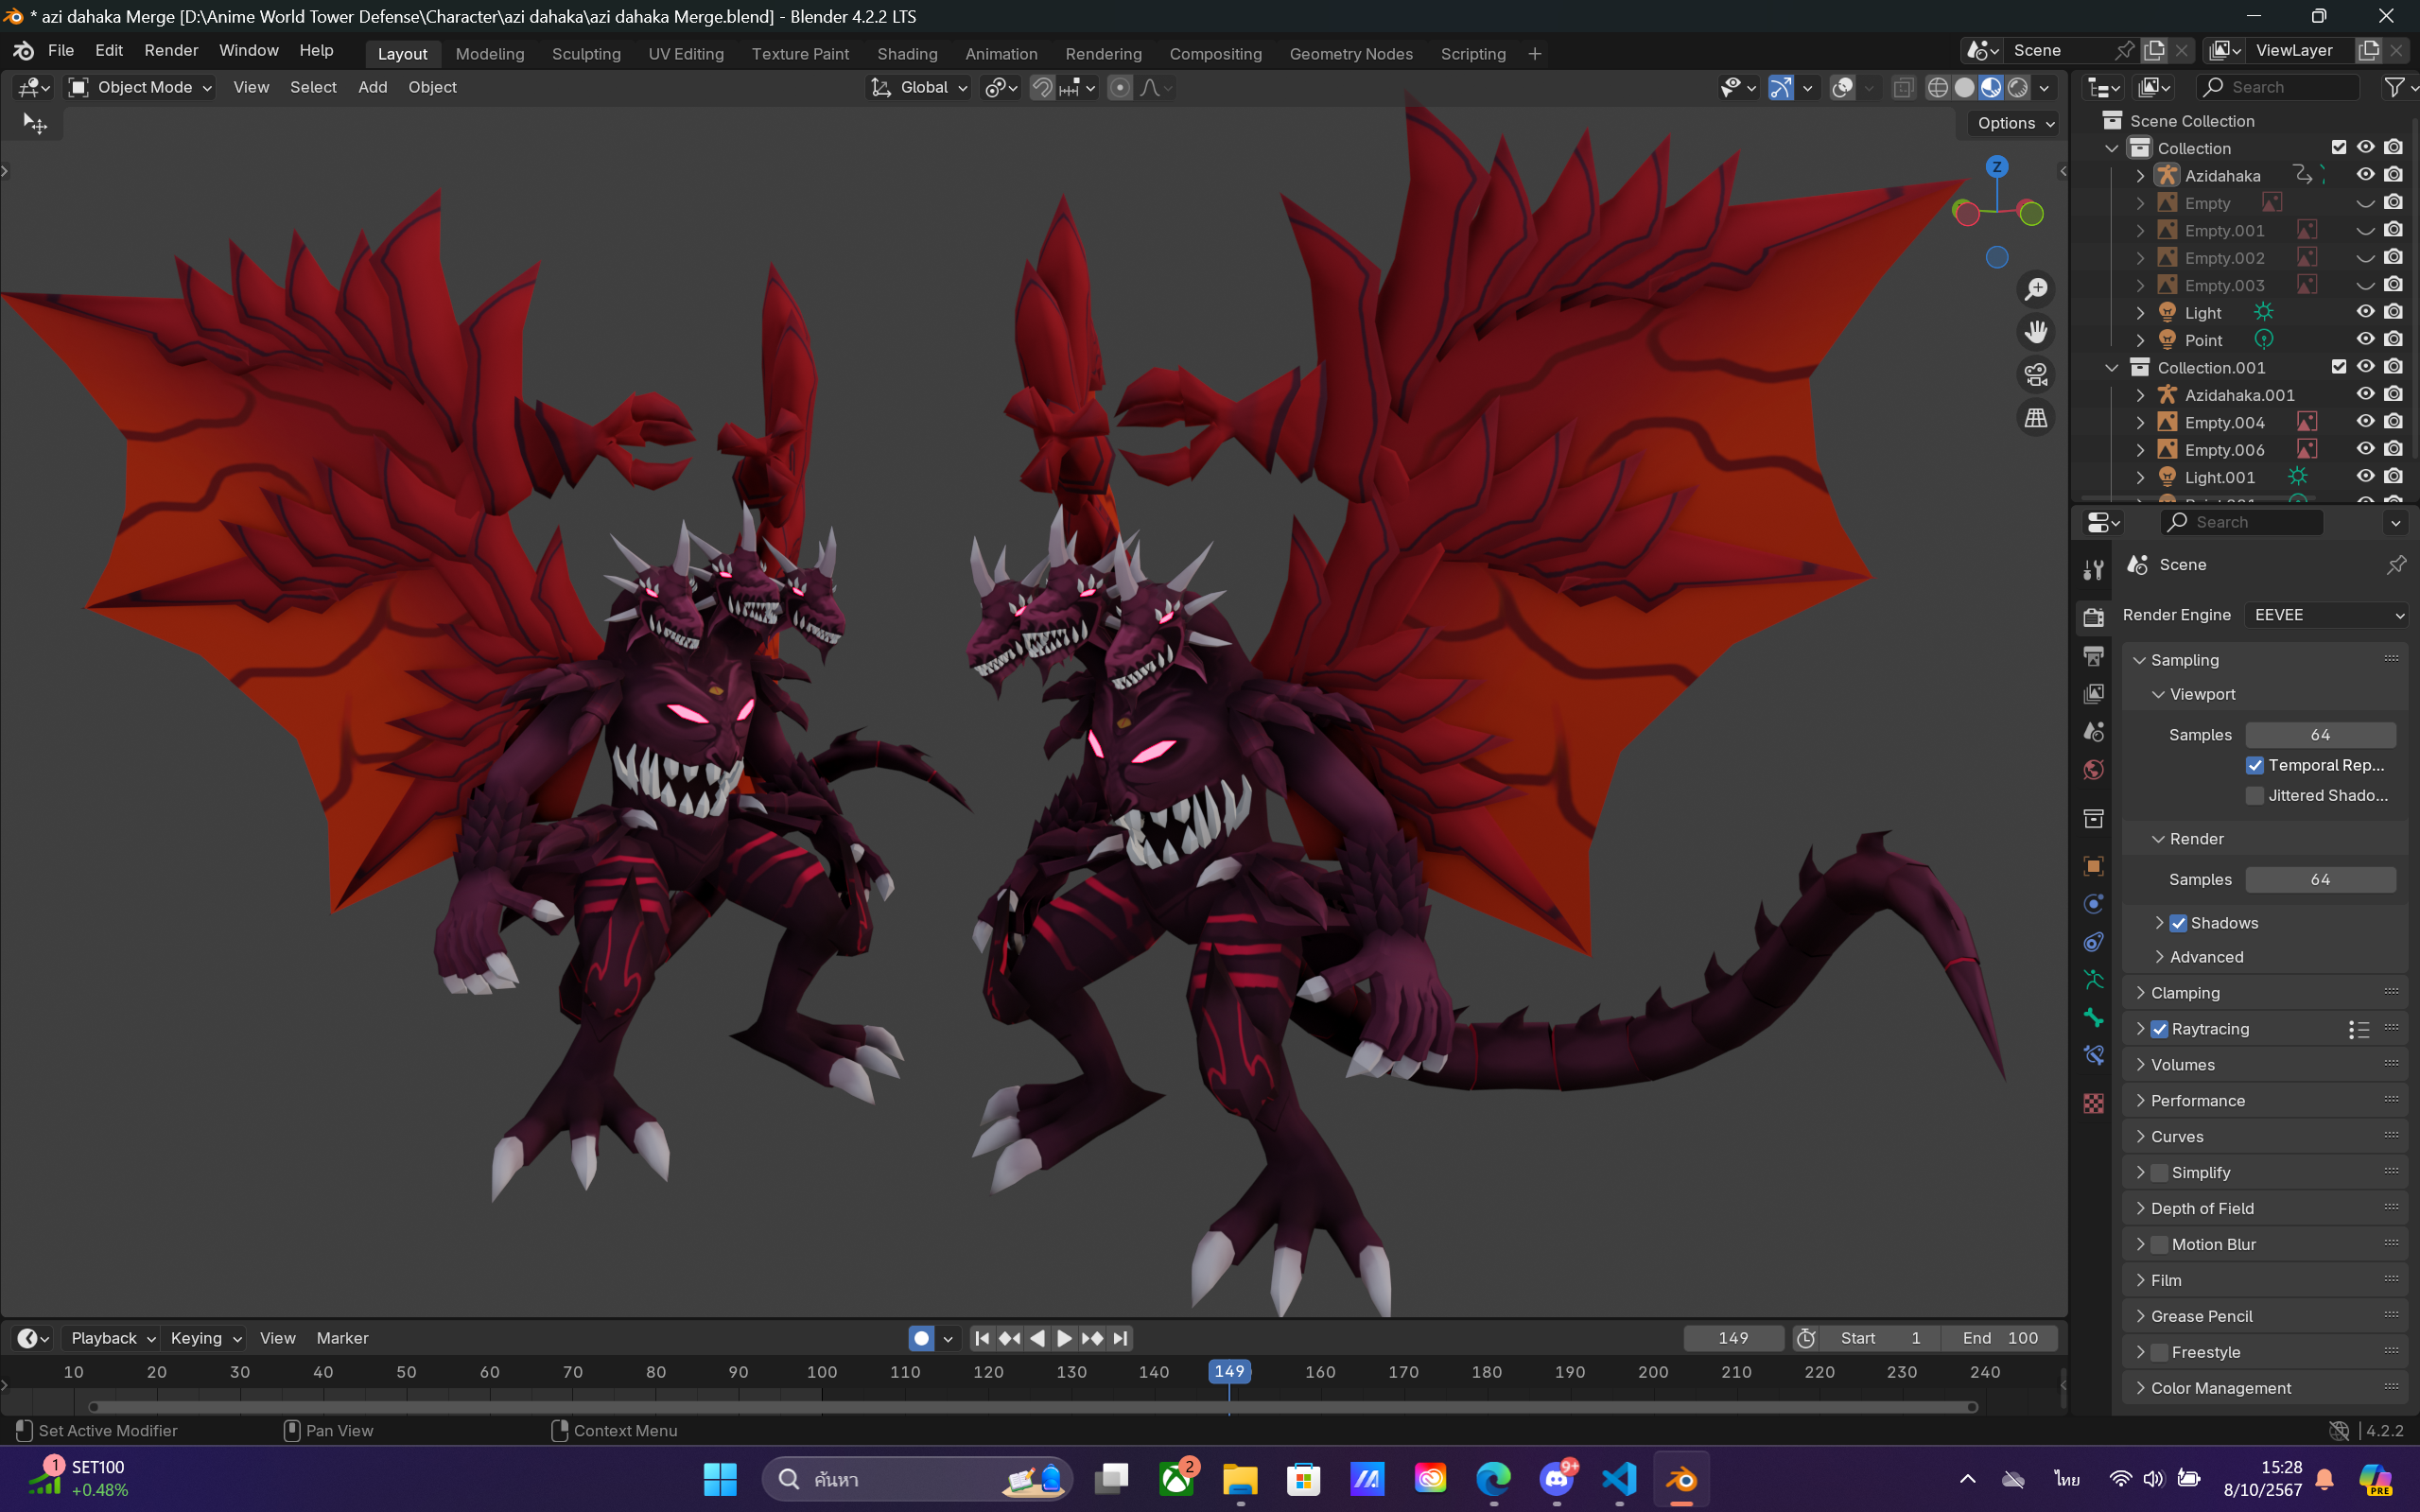 * azi dahaka Merge [D:\Anime World Tower Defense\Character\azi dahaka\azi dahaka Merge.blend] - Blender 4.2.2 LTS
File Edit Render Window Help Layout Modeling Sculpting UV Editing Texture Paint Shading Animation Rendering Compositing Geometry Nodes Scripting Scene ViewLayer
Object Mode View Select Add Object Global Search
Options
Z
Scene Collection
Collection
Azidahaka
Empty
Empty.001
Empty.002
Empty.003
Light
Point
Collection.001
Azidahaka.001
Empty.004
Empty.006
Light.001
Search
Scene
Render Engine EEVEE
Sampling
Viewport
Samples 64
Temporal Rep...
Jittered Shado...
Render
Samples 64
Shadows
Advanced
Clamping
Raytracing
Volumes
Performance
Curves
Simplify
Depth of Field
Motion Blur
Film
Grease Pencil
Freestyle
Color Management
Playback Keying View Marker 149 Start 1 End 100
10 20 30 40 50 60 70 80 90 100 110 120 130 140 149 160 170 180 190 200 210 220 230 240
Set Active Modifier Pan View Context Menu 4.2.2
1 SET100
+0.48%
ค้นหา
2
9+
ไทย
15:28
8/10/2567
PRE